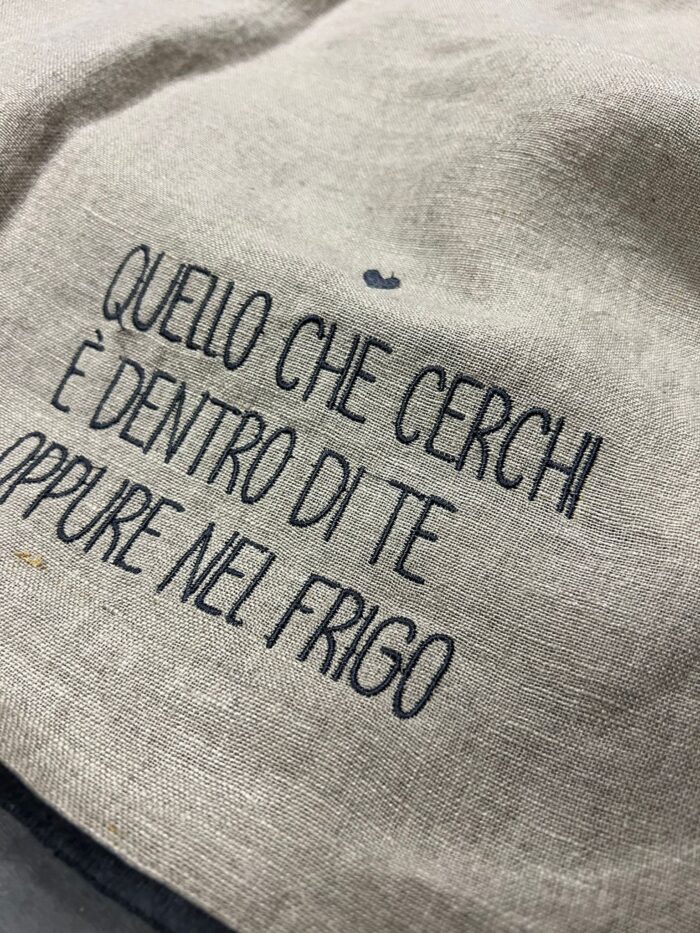 QUELLO CHE CERCHI
È DENTRO DI TE
OPPURE NEL FRIGO